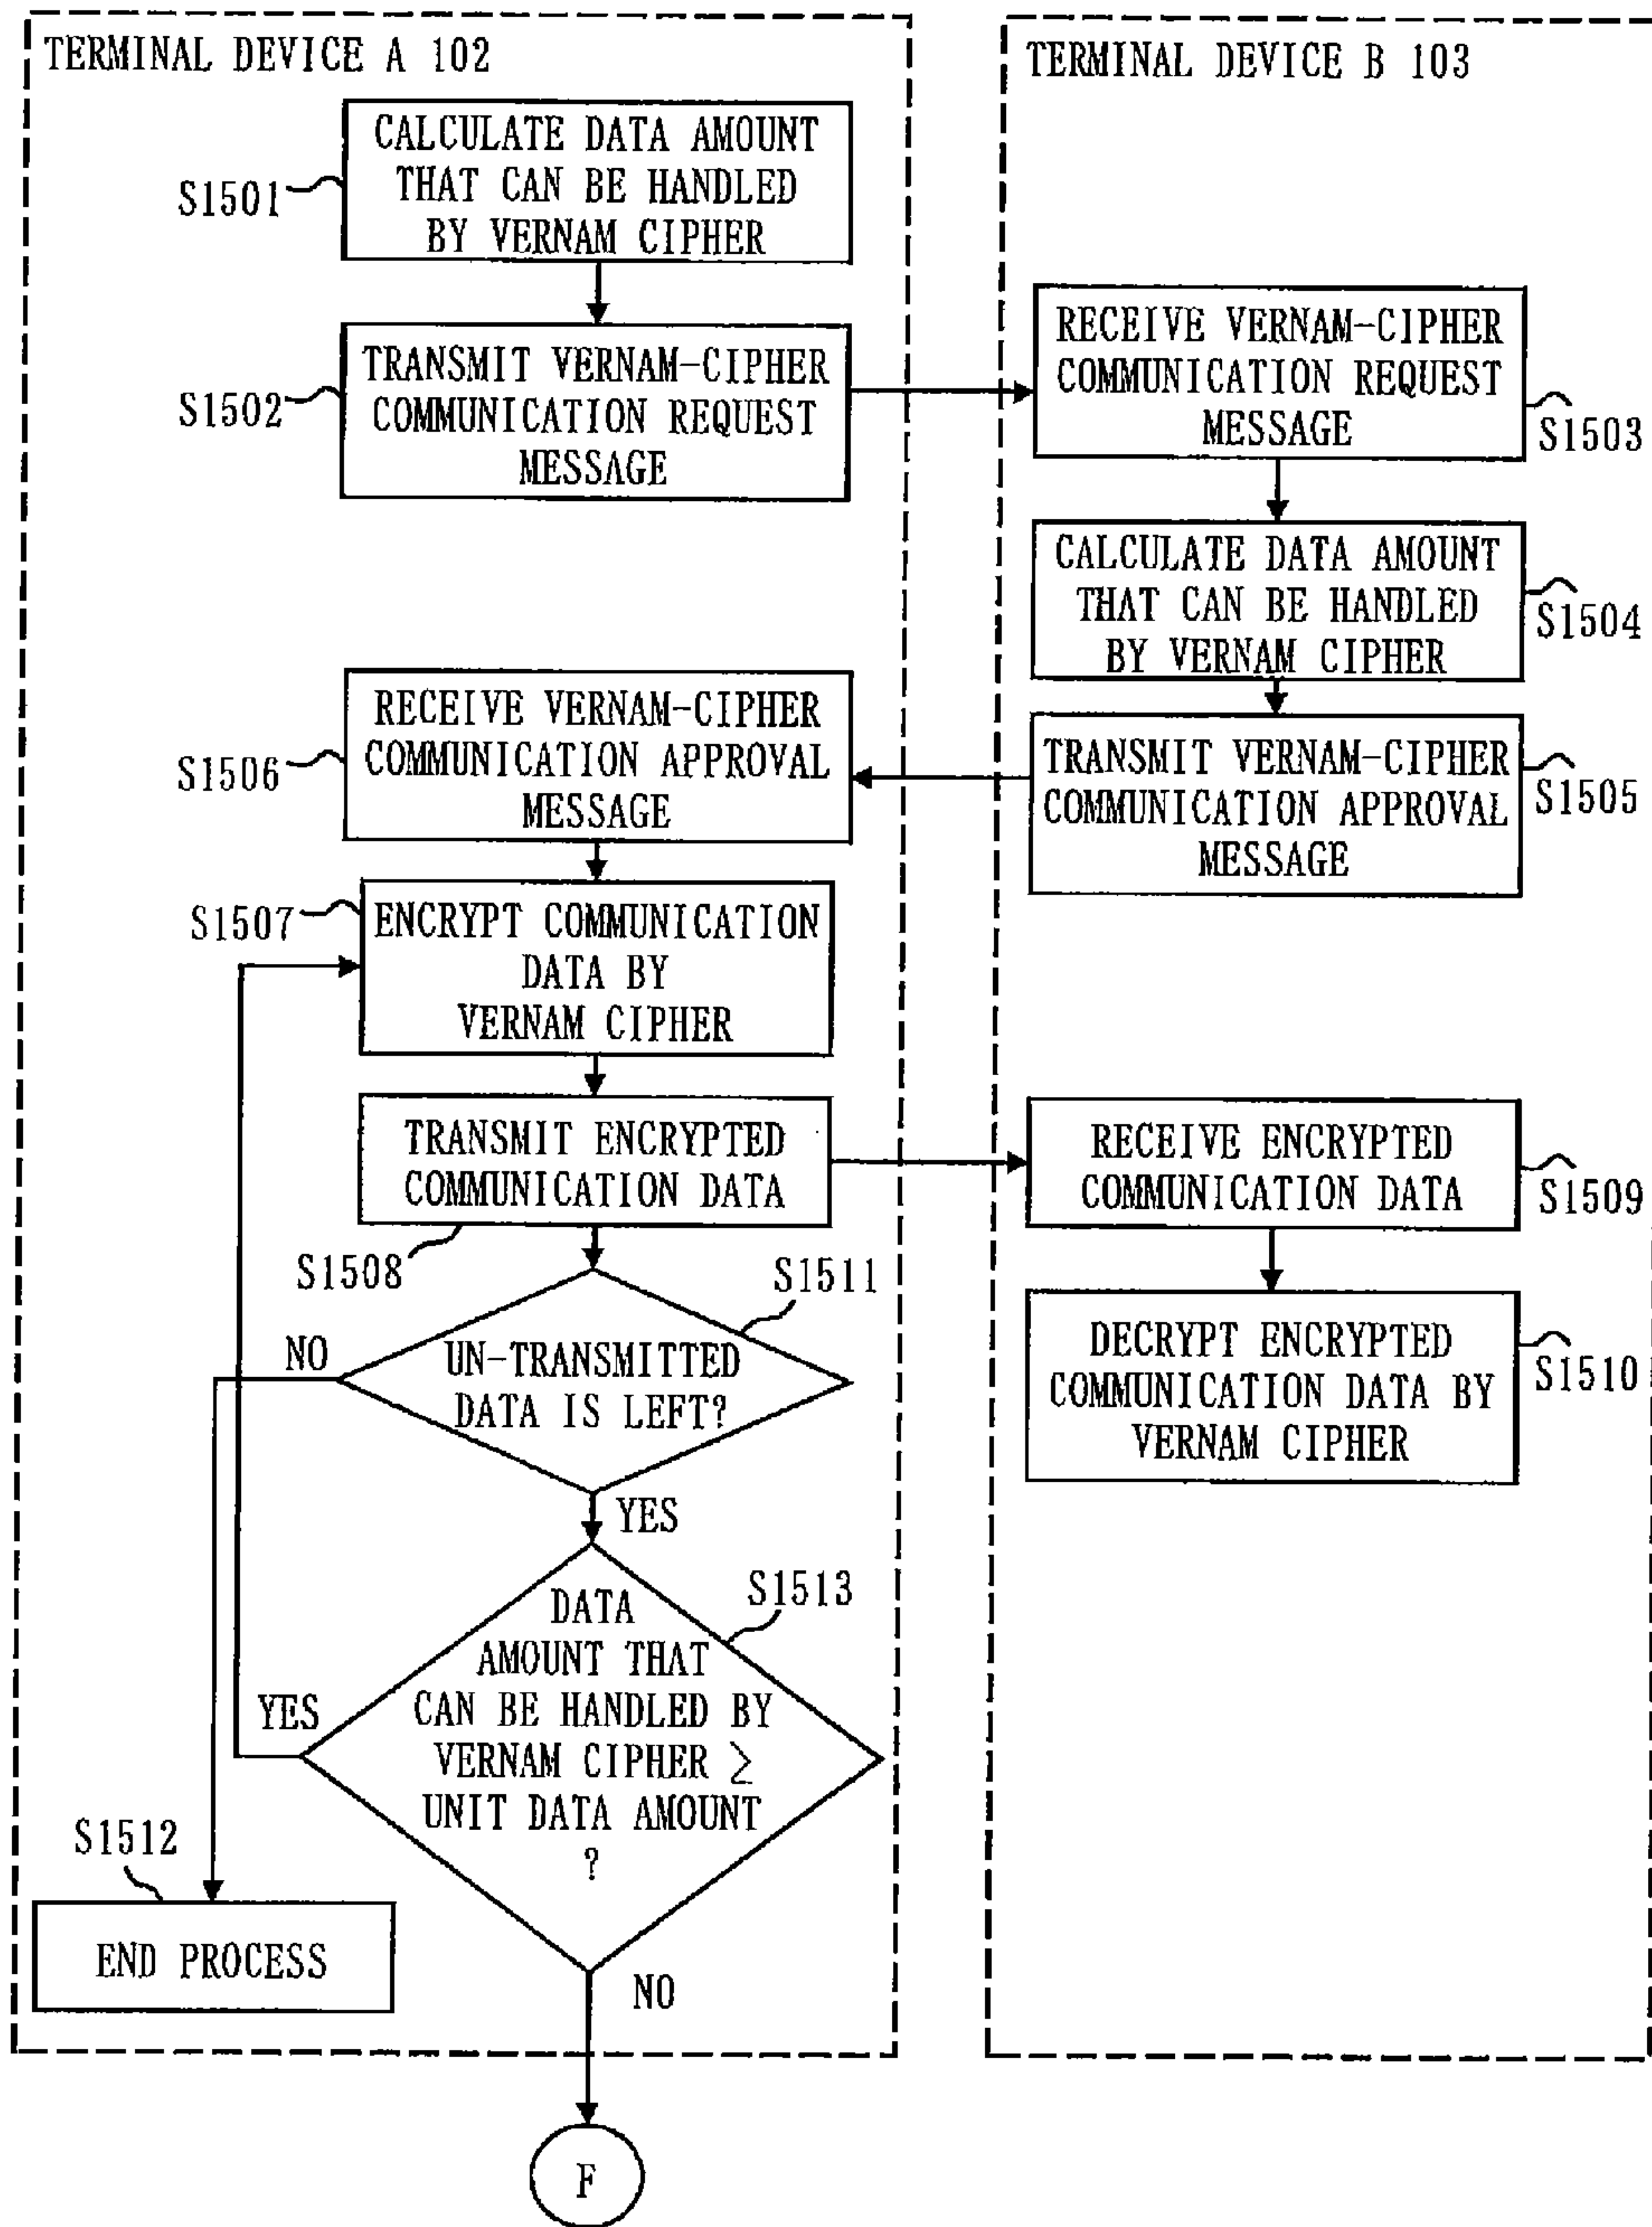 TERMINAL DEVICE A 102
CALCULATE DATA AMOUNT
THAT CAN BE HANDLED
BY VERNAM CIPHER
S1501
TRANSMIT VERNAM-CIPHER
COMMUNICATION REQUEST
MESSAGE
S1502
RECEIVE VERNAM-CIPHER
COMMUNICATION APPROVAL
MESSAGE
S1506
S1507
ENCRYPT COMMUNICATION
DATA BY
VERNAM CIPHER
TRANSMIT ENCRYPTED
COMMUNICATION DATA
S1508
S1511
NO
UN-TRANSMITTED
DATA IS LEFT?
YES
S1513
DATA
AMOUNT THAT
CAN BE HANDLED BY
VERNAM CIPHER ≥
UNIT DATA AMOUNT
?
YES
S1512
END PROCESS
NO
F
TERMINAL DEVICE B 103
RECEIVE VERNAM-CIPHER
COMMUNICATION REQUEST
MESSAGE
S1503
CALCULATE DATA AMOUNT
THAT CAN BE HANDLED
BY VERNAM CIPHER
S1504
TRANSMIT VERNAM-CIPHER
COMMUNICATION APPROVAL
MESSAGE
S1505
RECEIVE ENCRYPTED
COMMUNICATION DATA
S1509
DECRYPT ENCRYPTED
COMMUNICATION DATA BY
VERNAM CIPHER
S1510